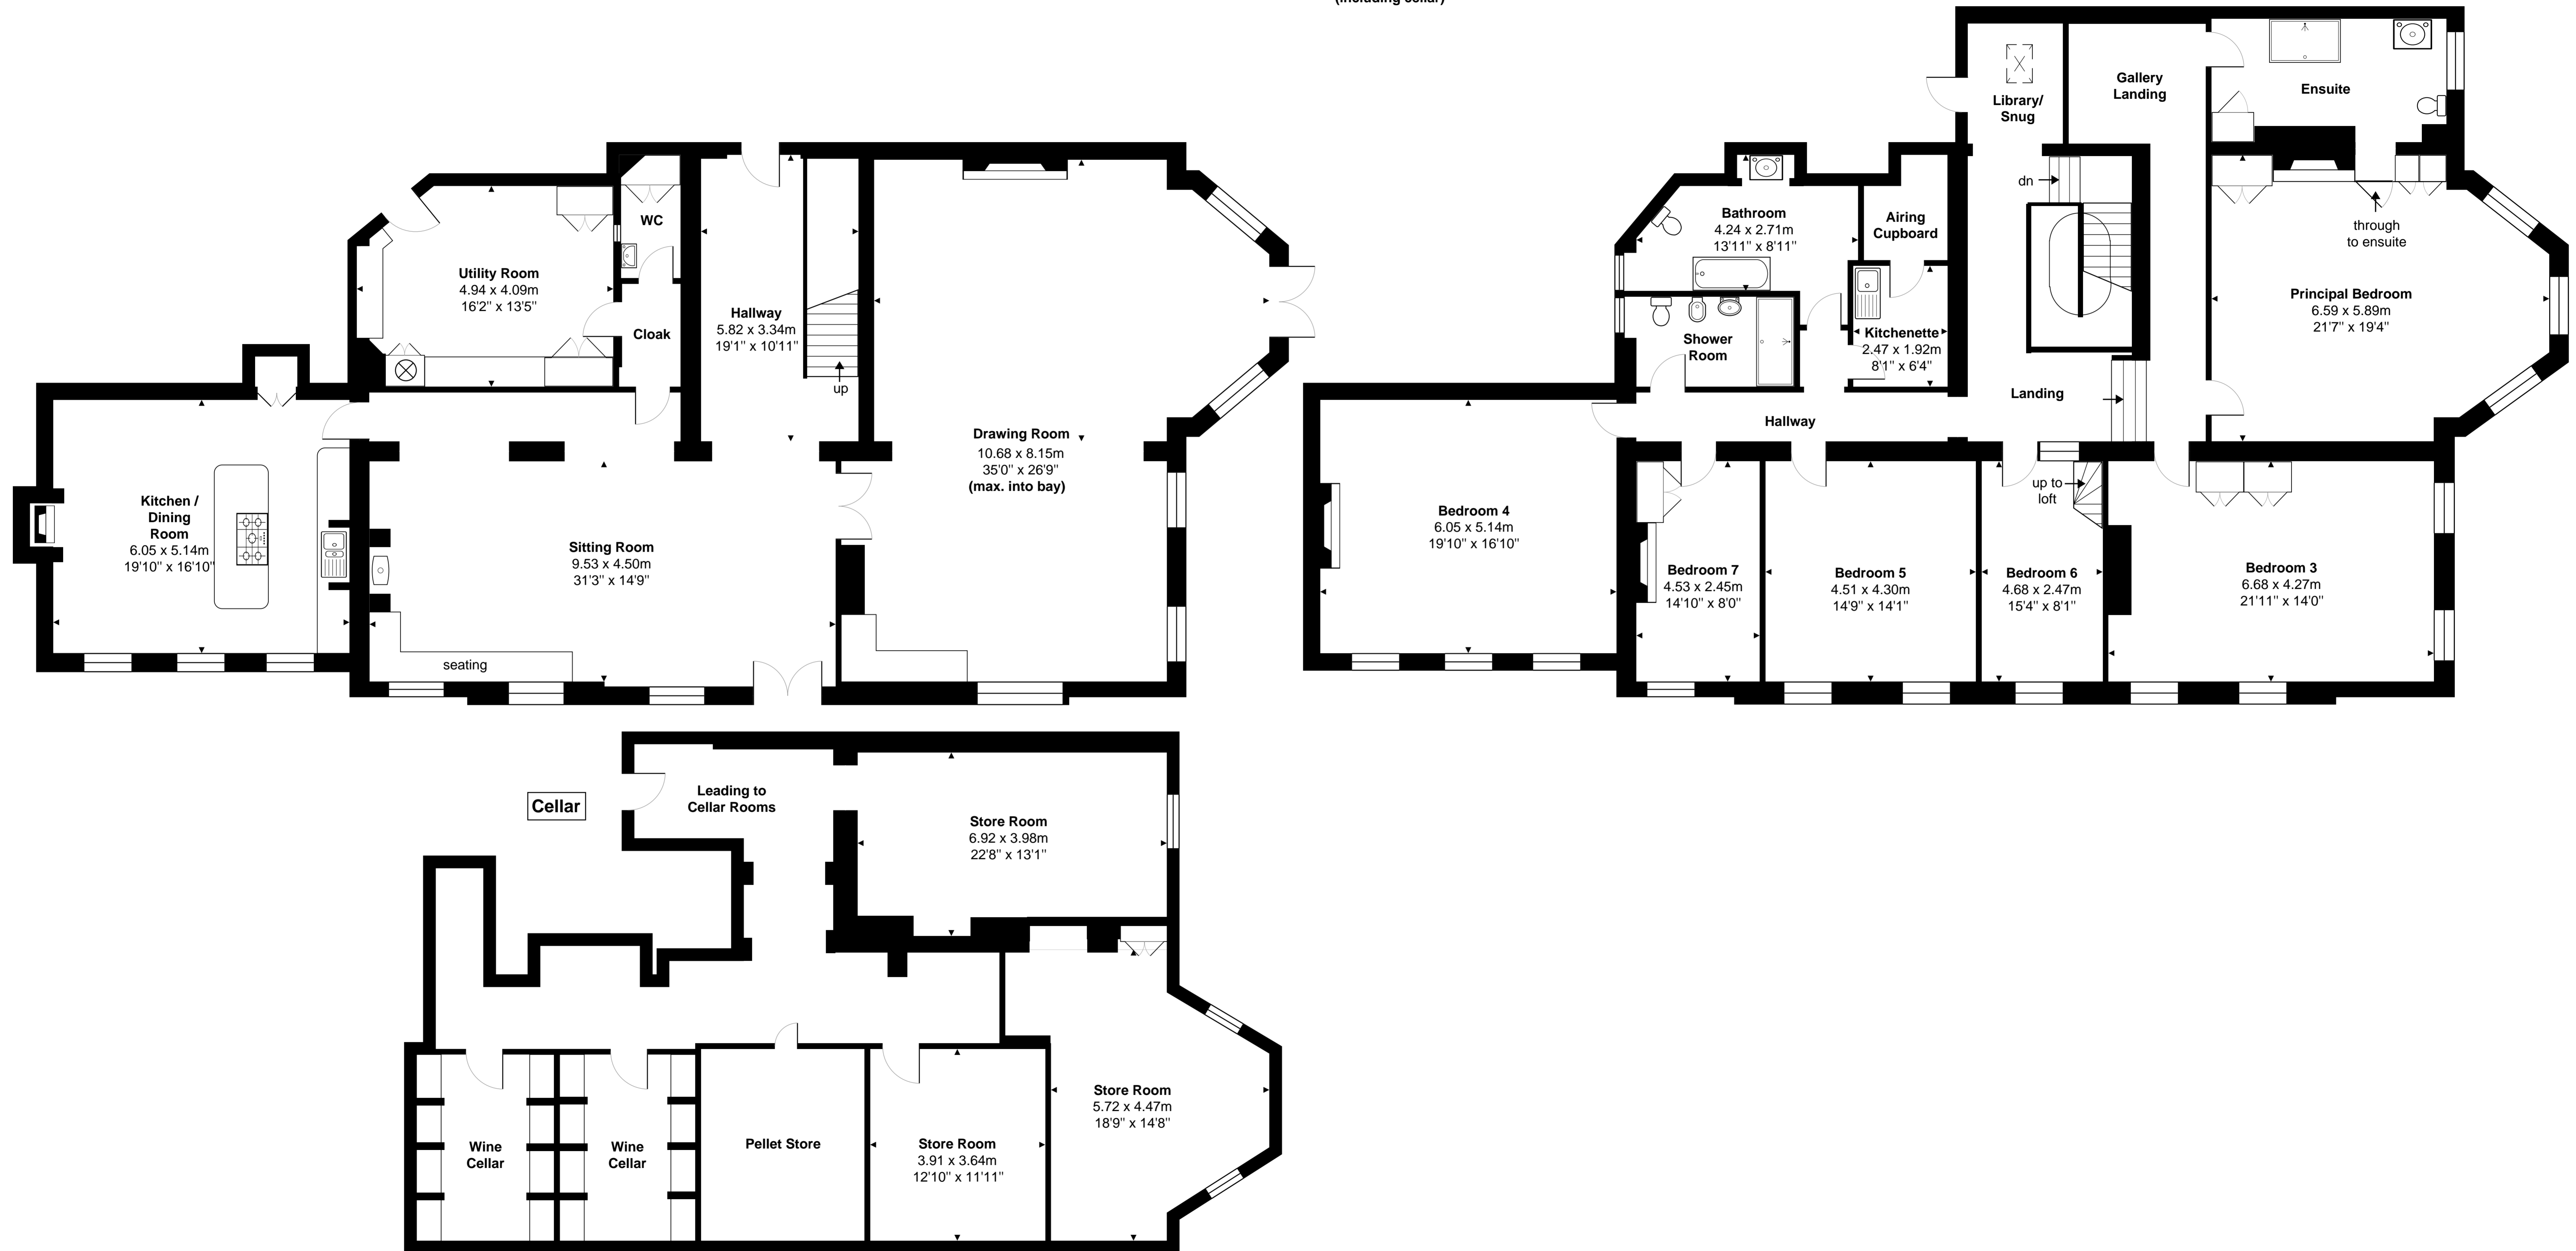 (including cellar)
Utility Room
4.94 x 4.09m
16'2" x 13'5"
WC
Cloak
Hallway
5.82 x 3.34m
19'1" x 10'11"
up
Drawing Room
10.68 x 8.15m
35'0" x 26'9"
(max. into bay)
Kitchen /
Dining
Room
6.05 x 5.14m
19'10" x 16'10"
Sitting Room
9.53 x 4.50m
31'3" x 14'9"
seating
Library/
Snug
Gallery
Landing
Ensuite
dn
through
to ensuite
Bathroom
4.24 x 2.71m
13'11" x 8'11"
Airing
Cupboard
Shower
Room
Kitchenette
2.47 x 1.92m
8'1" x 6'4"
Principal Bedroom
6.59 x 5.89m
21'7" x 19'4"
Landing
Hallway
Bedroom 4
6.05 x 5.14m
19'10" x 16'10"
Bedroom 7
4.53 x 2.45m
14'10" x 8'0"
Bedroom 5
4.51 x 4.30m
14'9" x 14'1"
up to
loft
Bedroom 6
4.68 x 2.47m
15'4" x 8'1"
Bedroom 3
6.68 x 4.27m
21'11" x 14'0"
Cellar
Leading to
Cellar Rooms
Store Room
6.92 x 3.98m
22'8" x 13'1"
Wine
Cellar
Wine
Cellar
Pellet Store
Store Room
3.91 x 3.64m
12'10" x 11'11"
Store Room
5.72 x 4.47m
18'9" x 14'8"